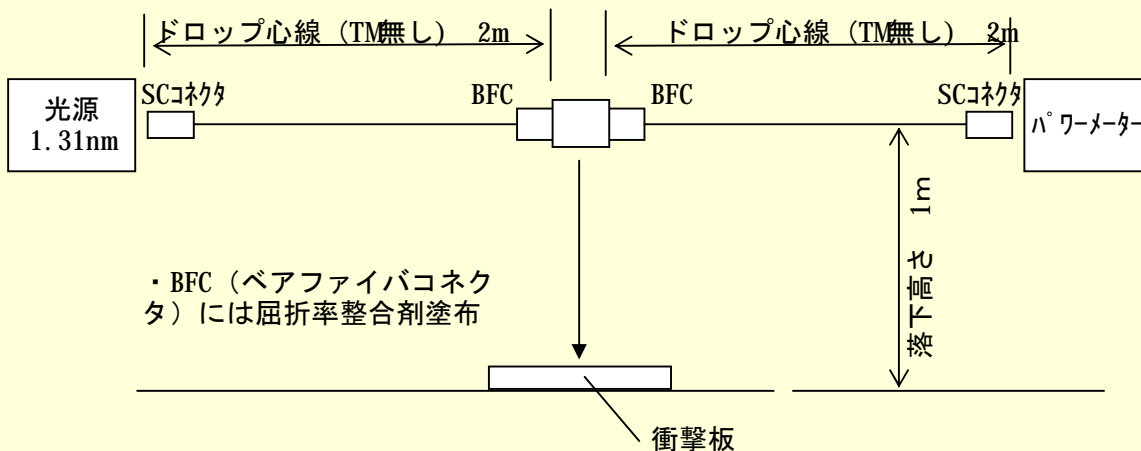 ドロップ心線（TM無し） 2m
ドロップ心線（TM無し） 2m
光源
1.31nm
SCｺﾈｸﾀ
BFC
BFC
SCｺﾈｸﾀ
ﾊﾟﾜｰﾒｰﾀｰ
落下高さ 1m
・BFC（ベアファイバコネク
タ）には屈折率整合剤塗布
衝撃板